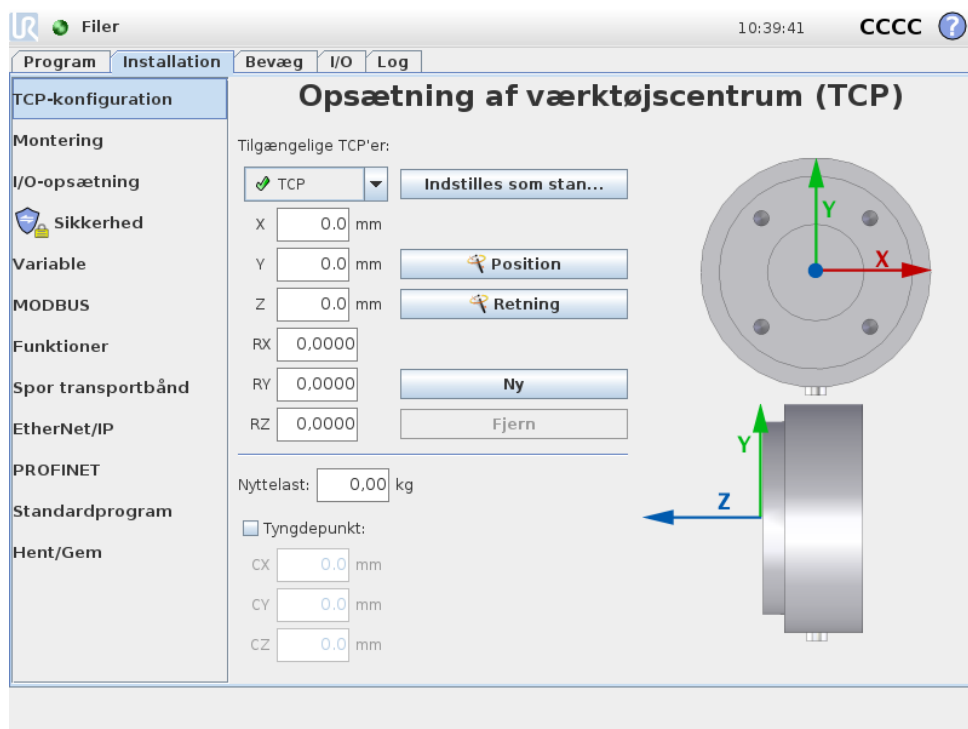 UR Filer 10:39:41 CCCC ?
Program Installation Bevæg I/O Log
TCP-konfiguration
Montering
I/O-opsætning
Sikkerhed
Variable
MODBUS
Funktioner
Spor transportbånd
EtherNet/IP
PROFINET
Standardprogram
Hent/Gem
Opsætning af værktøjscentrum (TCP)
Tilgængelige TCP'er:
TCP Indstilles som stan...
X 0.0 mm
Y 0.0 mm Position
Z 0.0 mm Retning
RX 0,0000
RY 0,0000 Ny
RZ 0,0000 Fjern
Nyttelast: 0,00 kg
Tyngdepunkt:
CX 0.0 mm
CY 0.0 mm
CZ 0.0 mm
Y
X
Y
Z